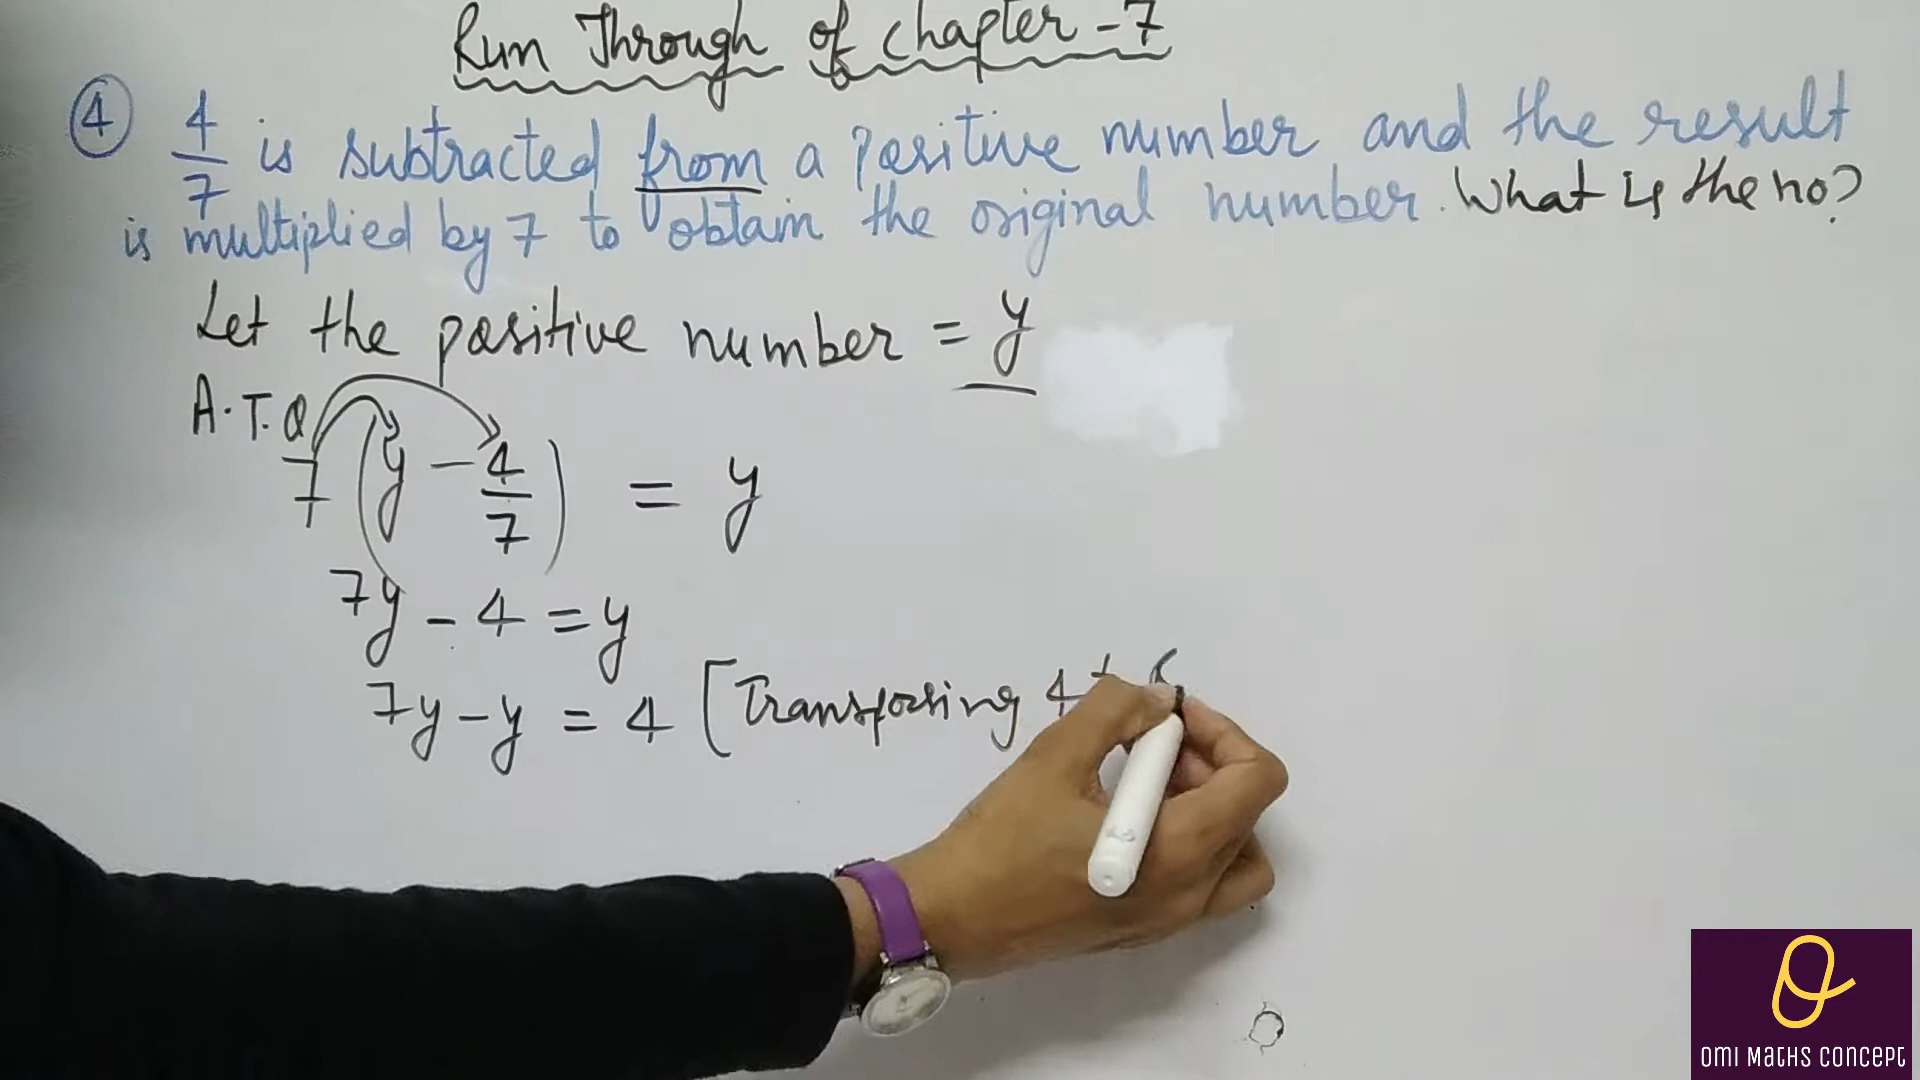 Run Through of chapter - 7
④ 4/7 is subtracted from a positive number and the result
is multiplied by 7 to obtain the original number. What is the no?
Let the positive number = y
A.T.Q
7 (y - 4/7) = y
7y - 4 = y
7y - y = 4 [Transposing 4
OMI MATHS CONCEPT